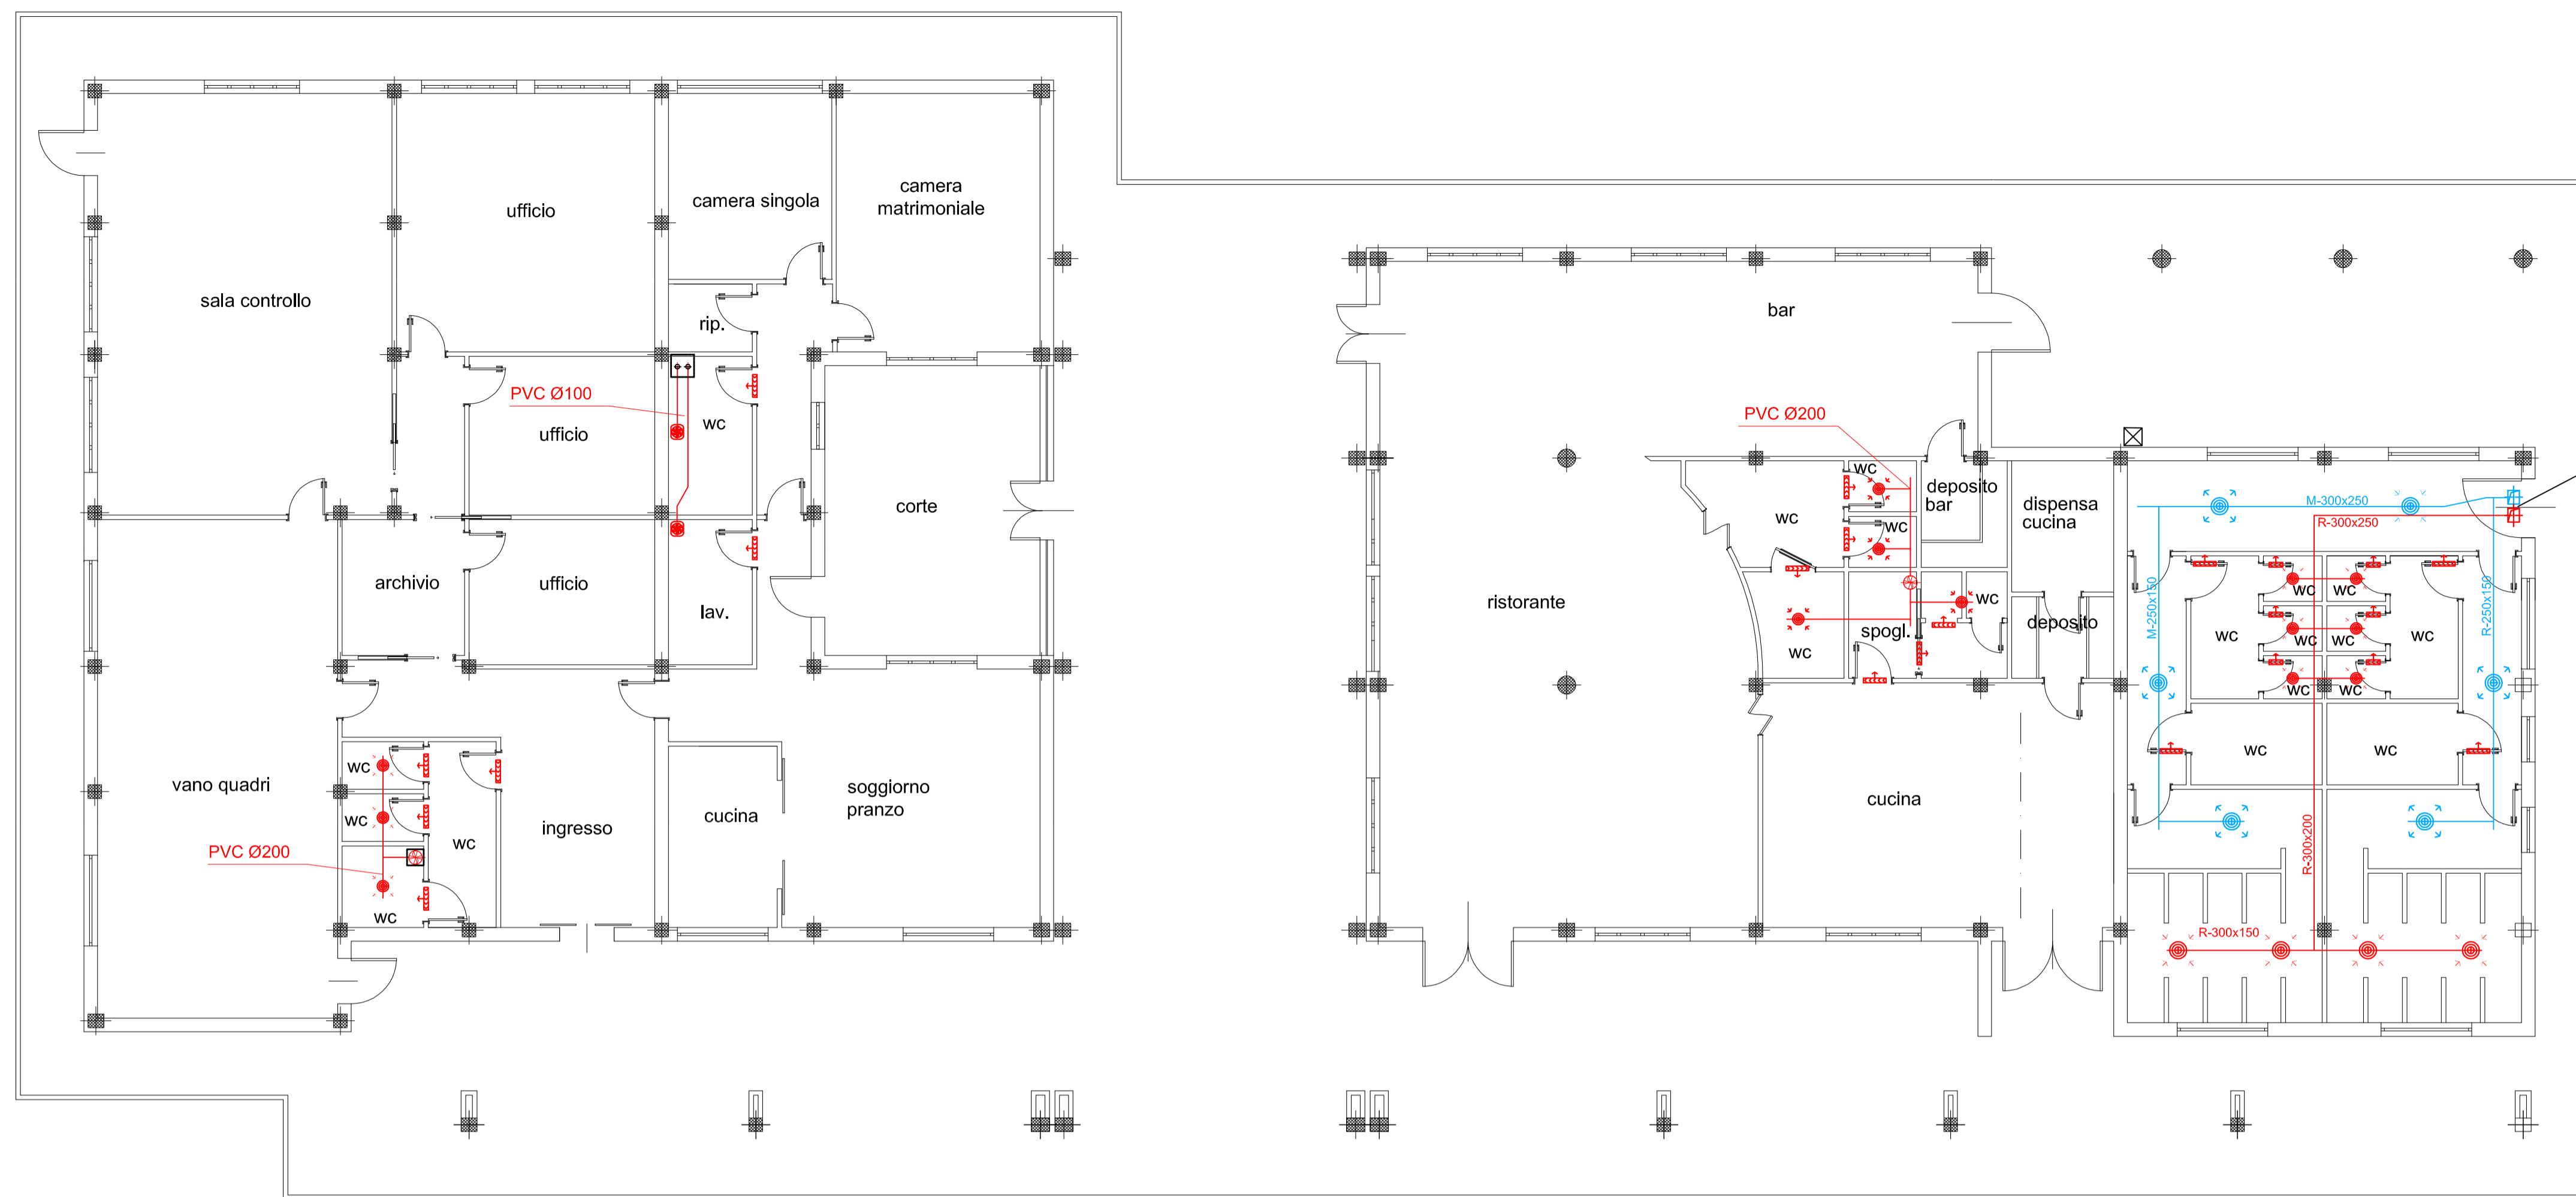 camera
matrimoniale
camera singola
ufficio
sala controllo
rip.
PVC Ø100
wc
ufficio
corte
archivio
ufficio
lav.
wc
vano quadri
wc
PVC Ø200
wc
wc
ingresso
cucina
soggiorno
pranzo
bar
PVC Ø200
wc
deposito
bar
wc
wc
dispensa
cucina
ristorante
wc
spogl.
wc
deposito
cucina
M-300x250
R-300x250
M-250x150
R-250x150
wc
wc
wc
wc
wc
wc
wc
wc
wc
wc
R-300x200
R-300x150